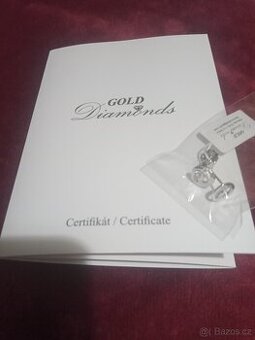 GOLD
Diamonds
Certifikát / Certificate
© Bazos.cz